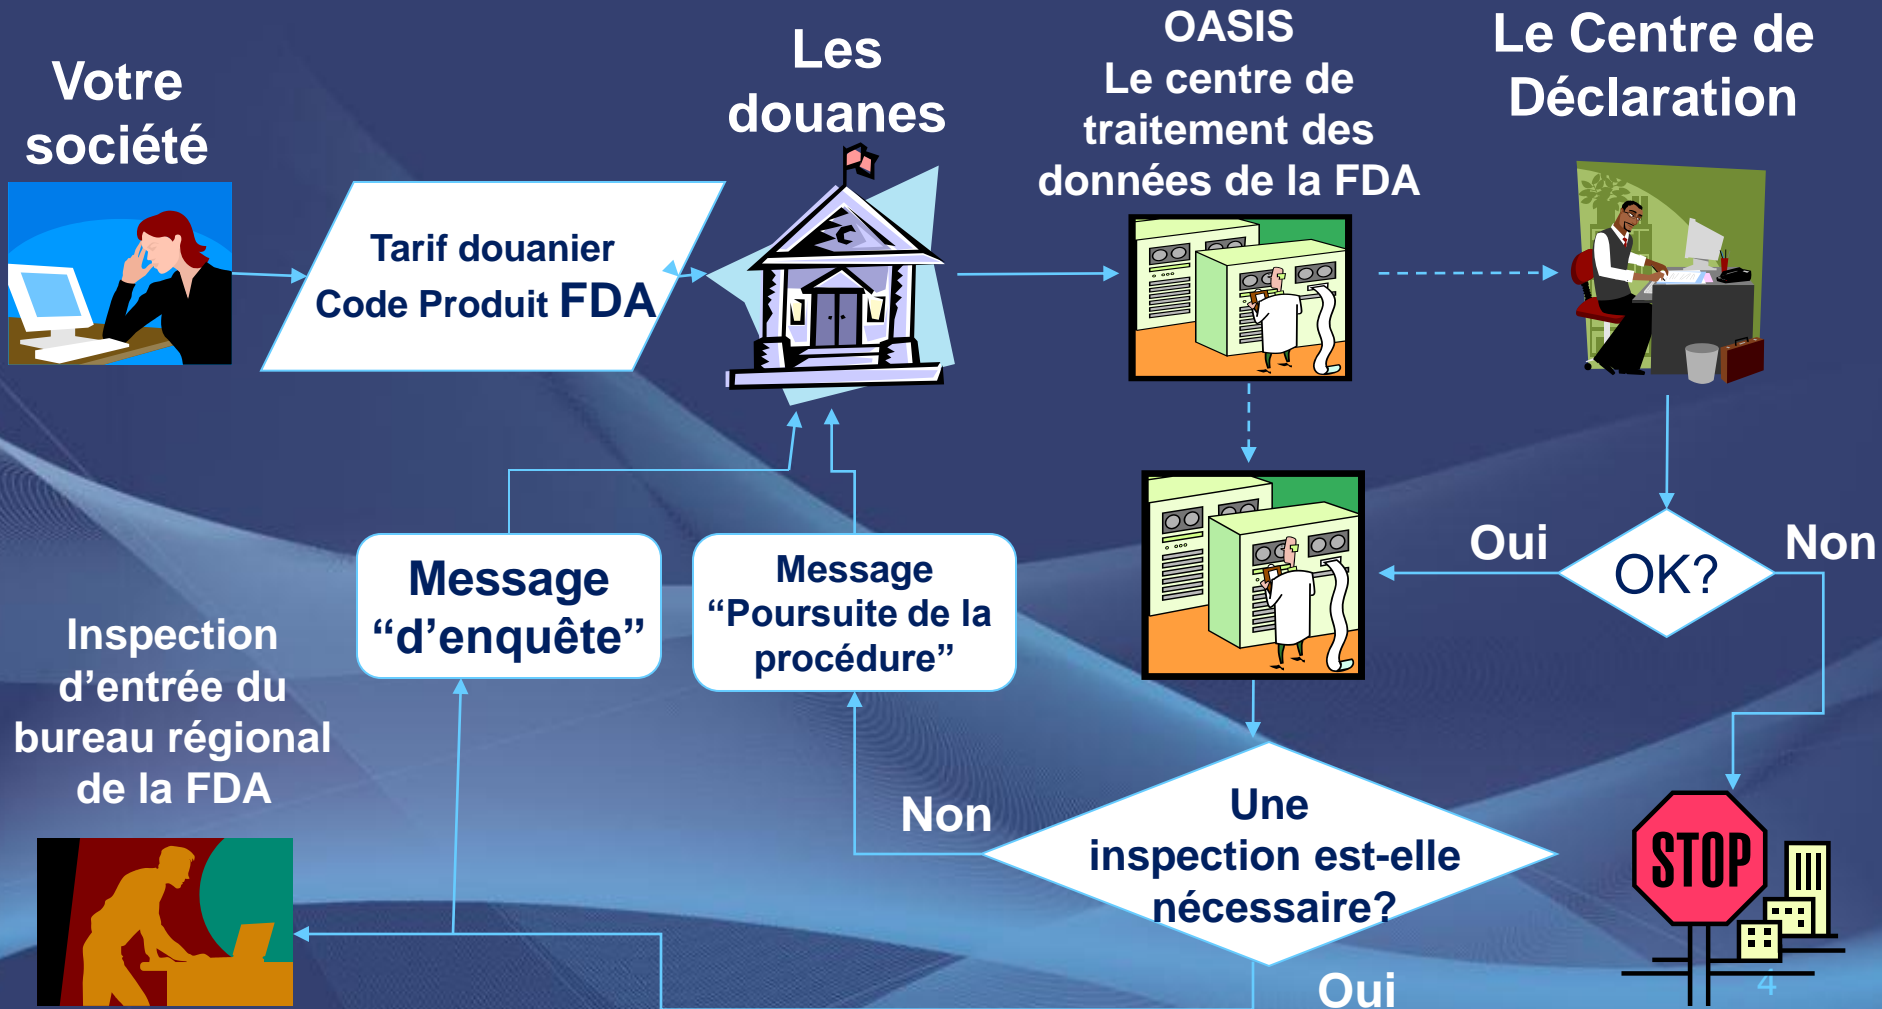 Votre
société
Tarif douanier
Code Produit FDA
Les
douanes
OASIS
Le centre de
traitement des
données de la FDA
Le Centre de
Déclaration
Message
“d’enquête”
Message
“Poursuite de la
procédure”
Oui
OK?
Non
Inspection
d’entrée du
bureau régional
de la FDA
Non
Une
inspection est-elle
nécessaire?
Oui
STOP
4